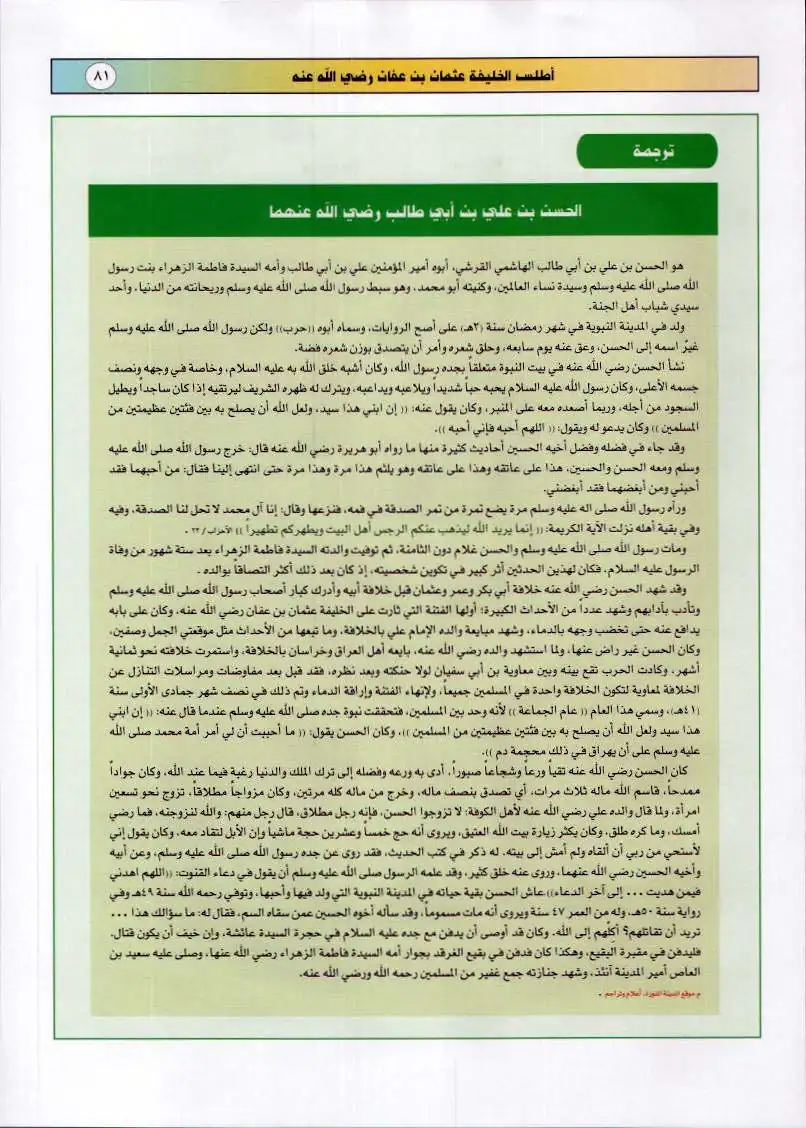 أطلس الخليفة عثمان بن عفان رضي الله عنه
٨١
ترجمة
الحسن بن علي بن أبي طالب رضي الله عنهما
هو الحسن بن علي بن أبي طالب الهاشمي القرشي، أبوه أمير المؤمنين علي بن أبي طالب وأمه السيدة فاطمة الزهراء بنت رسول
الله صلى الله عليه وسلم وسيدة نساء العالمين، وكنيته أبو محمد، وهو سبط رسول الله صلى الله عليه وسلم وريحانته من الدنيا، وأحد
سيدي شباب أهل الجنة.
ولد في المدينة النبوية في شهر رمضان سنة (٣هـ) على أصح الروايات، وسماه أبوه ((حرب)) ولكن رسول الله صلى الله عليه وسلم
غيّر اسمه إلى الحسن، وعق عنه يوم سابعه، وحلق شعره وأمر أن يتصدق بوزن شعره فضة.
نشأ الحسن رضي الله عنه في بيت النبوة متعلقاً بجده رسول الله، وكان أشبه خلق الله به عليه السلام، وخاصة في وجهه ونصف
جسمه الأعلى، وكان رسول الله عليه السلام يحبه حباً شديداً ويلاعبه ويداعبه، ويترك له ظهره الشريف ليرتقيه إذا كان ساجداً ويطيل
السجود من أجله، وربما أصعده معه على المنبر، وكان يقول عنه: (( إن ابني هذا سيد، ولعل الله أن يصلح به بين فئتين عظيمتين من
المسلمين )) وكان يدعو له ويقول: (( اللهم أحبه فإني أحبه )).
وقد جاء في فضله وفضل أخيه الحسين أحاديث كثيرة منها ما رواه أبو هريرة رضي الله عنه قال: خرج رسول الله صلى الله عليه
وسلم ومعه الحسن والحسين، هذا على عاتقه وهذا على عاتقه وهو يلثم هذا مرة وهذا مرة حتى انتهى إلينا فقال: من أحبهما فقد
أحبني ومن أبغضهما فقد أبغضني.
ورآه رسول الله صلى اله عليه وسلم مرة يضع تمرة من تمر الصدقة في فمه، فنزعها وقال: إنا آل محمد لا تحل لنا الصدقة، وفيه
وفي بقية أهله نزلت الآية الكريمة: (( إنما يريد الله ليذهب عنكم الرجس أهل البيت ويطهركم تطهيراً )) الأحزاب/ ٣٣ .
ومات رسول الله صلى الله عليه وسلم والحسن غلام دون الثامنة، ثم توفيت والدته السيدة فاطمة الزهراء بعد ستة شهور من وفاة
الرسول عليه السلام، فكان لهذين الحدثين أثر كبير في تكوين شخصيته، إذ كان بعد ذلك أكثر التصاقاً بوالده .
وقد شهد الحسن رضي الله عنه خلافة أبي بكر وعمر وعثمان قبل خلافة أبيه وأدرك كبار أصحاب رسول الله صلى الله عليه وسلم
وتأدب بآدابهم وشهد عدداً من الأحداث الكبيرة؛ أولها الفتنة التي ثارت على الخليفة عثمان بن عفان رضي الله عنه، وكان على بابه
يدافع عنه حتى تخضب وجهه بالدماء، وشهد مبايعة والده الإمام علي بالخلافة، وما تبعها من الأحداث مثل موقعتي الجمل وصفين،
وكان الحسن غير راض عنها، ولما استشهد والده رضي الله عنه، بايعه أهل العراق وخراسان بالخلافة، واستمرت خلافته نحو ثمانية
أشهر، وكادت الحرب تقع بينه وبين معاوية بن أبي سفيان لولا حنكته وبعد نظره، فقد قبل بعد مفاوضات ومراسلات التنازل عن
الخلافة لمعاوية لتكون الخلافة واحدة في المسلمين جميعاً، ولإنهاء الفتنة وإراقة الدماء وتم ذلك في نصف شهر جمادى الأولى سنة
(٤١هـ)، وسمي هذا العام (( عام الجماعة )) لأنه وحد بين المسلمين، فتحققت نبوة جده صلى الله عليه وسلم عندما قال عنه: (( إن ابني
هذا سيد ولعل الله أن يصلح به بين فئتين عظيمتين من المسلمين ))، وكان الحسن يقول: (( ما أحببت أن لي أمر أمة محمد صلى الله
عليه وسلم على أن يهراق في ذلك محجمة دم )).
كان الحسن رضي الله عنه تقياً ورعاً وشجاعاً صبوراً، أدى به ورعه وفضله إلى ترك الملك والدنيا رغبة فيما عند الله، وكان جواداً
ممدحاً، قاسم الله ماله ثلاث مرات، أي تصدق بنصف ماله، وخرج من ماله كله مرتين، وكان مزواجاً مطلاقاً، تزوج نحو تسعين
امرأة، ولما قال والده علي رضي الله عنه لأهل الكوفة: لا تزوجوا الحسن، فإنه رجل مطلاق، قال رجل منهم: والله لنزوجنه، فما رضي
أمسك، وما كره طلق، وكان يكثر زيارة بيت الله العتيق، ويروى أنه حج خمساً وعشرين حجة ماشياً وإن الأبل لتقاد معه، وكان يقول إني
لأستحي من ربي أن ألقاه ولم أمش إلى بيته. له ذكر في كتب الحديث، فقد روى عن جده رسول الله صلى الله عليه وسلم، وعن أبيه
وأخيه الحسين رضي الله عنهما، وروى عنه خلق كثير، وقد علمه الرسول صلى الله عليه وسلم أن يقول في دعاء القنوت: ((اللهم اهدني
فيمن هديت ... إلى آخر الدعاء)) عاش الحسن بقية حياته في المدينة النبوية التي ولد فيها وأحبها، وتوفي رحمه الله سنة ٤٩هـ وفي
رواية سنة ٥٠هـ، وله من العمر ٤٧ سنة ويروى أنه مات مسموماً، وقد سأله أخوه الحسين عمن سقاه السم، فقال له: ما سؤالك هذا ...
تريد أن تقاتلهم؟ أكِلُهم إلى الله. وكان قد أوصى أن يدفن مع جده عليه السلام في حجرة السيدة عائشة، وإن خيف أن يكون قتال.
فليدفن في مقبرة البقيع، وهكذا كان فدفن في بقيع الغرقد بجوار أمه السيدة فاطمة الزهراء رضي الله عنها، وصلى عليه سعيد بن
العاص أمير المدينة آنئذ، وشهد جنازته جمع غفير من المسلمين رحمه الله ورضي الله عنه.
م.موقع المدينة المنورة، أعلام وتراجم .